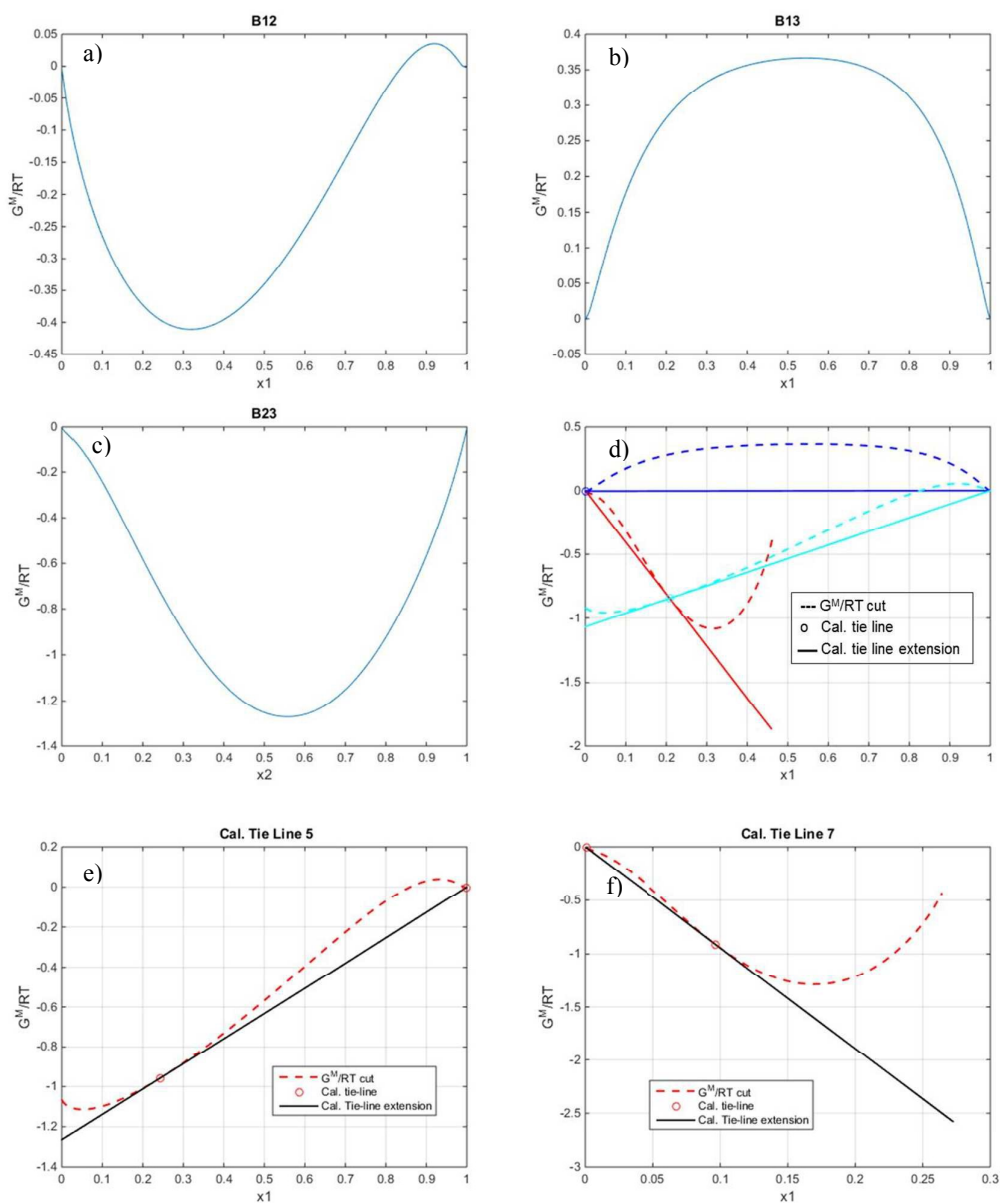 B12
a)
0.05
0
-0.05
-0.1
-0.15
-0.2
-0.25
-0.3
-0.35
-0.4
-0.45
G^M/RT
0 0.1 0.2 0.3 0.4 0.5 0.6 0.7 0.8 0.9 1
x1
B13
b)
0.4
0.35
0.3
0.25
0.2
0.15
0.1
0.05
0
-0.05
G^M/RT
0 0.1 0.2 0.3 0.4 0.5 0.6 0.7 0.8 0.9 1
x1
B23
c)
0
-0.2
-0.4
-0.6
-0.8
-1
-1.2
-1.4
G^M/RT
0 0.1 0.2 0.3 0.4 0.5 0.6 0.7 0.8 0.9 1
x2
d)
0.5
0
-0.5
-1
-1.5
-2
G^M/RT
G^M/RT cut
Cal. tie line
Cal. tie line extension
0 0.1 0.2 0.3 0.4 0.5 0.6 0.7 0.8 0.9 1
x1
Cal. Tie Line 5
e)
0.2
0
-0.2
-0.4
-0.6
-0.8
-1
-1.2
-1.4
G^M/RT
G^M/RT cut
Cal. tie-line
Cal. Tie-line extension
0 0.1 0.2 0.3 0.4 0.5 0.6 0.7 0.8 0.9 1
x1
Cal. Tie Line 7
f)
0
-0.5
-1
-1.5
-2
-2.5
-3
G^M/RT
G^M/RT cut
Cal. tie-line
Cal. Tie-line extension
0 0.05 0.1 0.15 0.2 0.25 0.3
x1